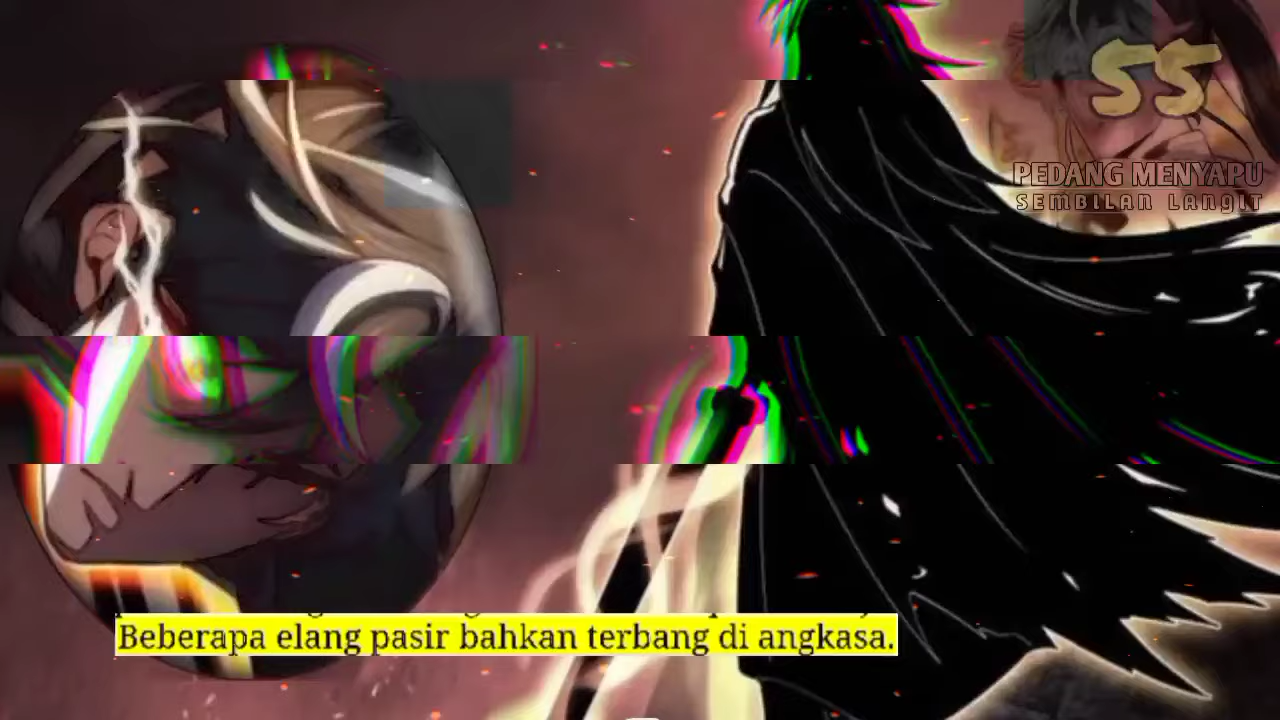 55
PEDANG MENYAPU
SEMBILAN LANGIT
Beberapa elang pasir bahkan terbang di angkasa.